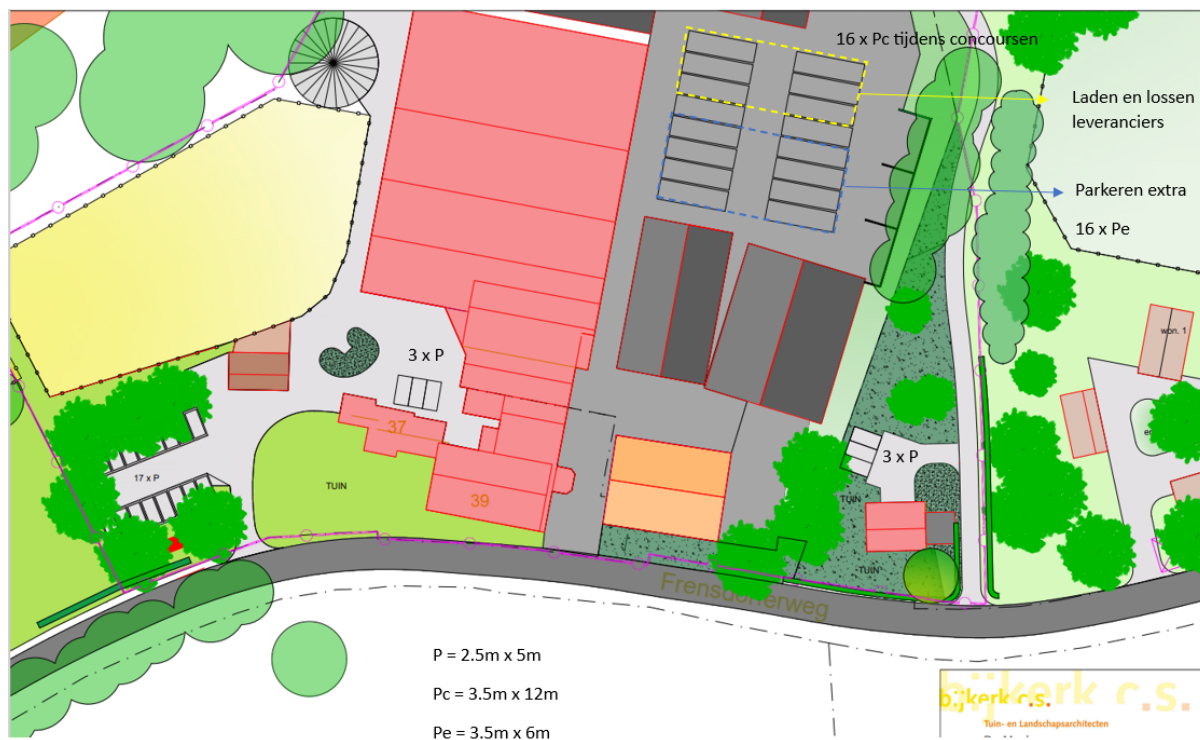 16 x Pc tijdens concoursen
Laden en lossen
leveranciers
Parkeren extra
16 x Pe
won. 1
3 x P
37
3 x P
17 x P
TUIN
39
TUIN
TUIN
Frensdorferweg
P = 2.5m x 5m
Pc = 3.5m x 12m
Pe = 3.5m x 6m
bijkerk c.s.
Tuin- en Landschapsarchitecten